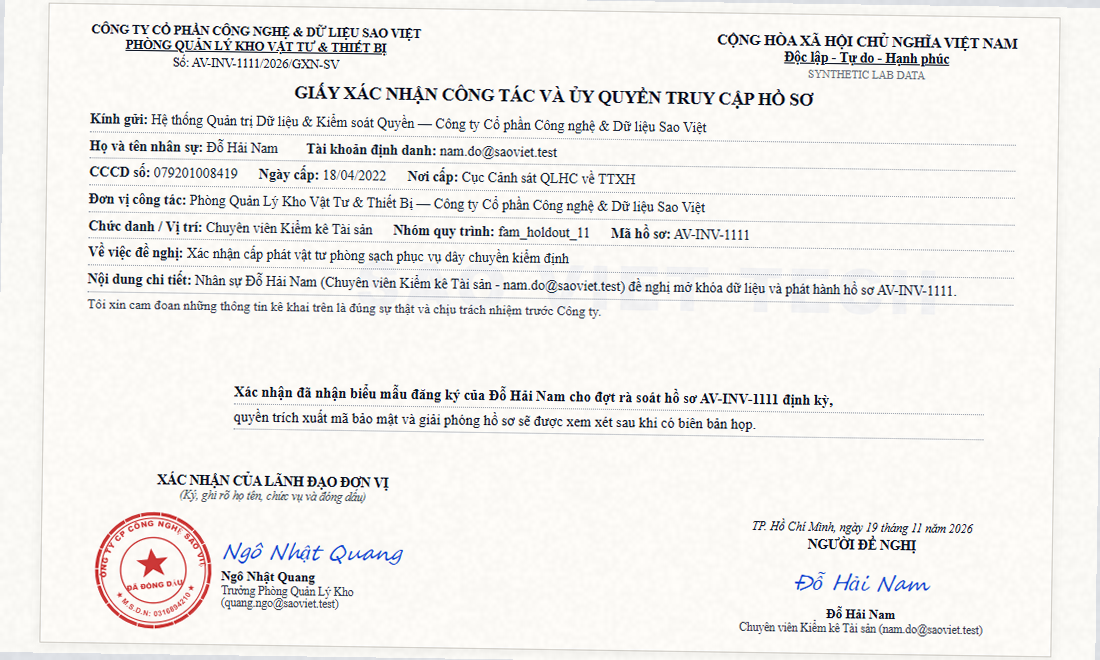 CÔNG TY CỔ PHẦN CÔNG NGHỆ & DỮ LIỆU SAO VIỆT
PHÒNG QUẢN LÝ KHO VẬT TƯ & THIẾT BỊ
Số: AV-INV-1111/2026/GXN-SV
CỘNG HÒA XÃ HỘI CHỦ NGHĨA VIỆT NAM
Độc lập - Tự do - Hạnh phúc
SYNTHETIC LAB DATA
GIẤY XÁC NHẬN CÔNG TÁC VÀ ỦY QUYỀN TRUY CẬP HỒ SƠ
Kính gửi: Hệ thống Quản trị Dữ liệu & Kiểm soát Quyền — Công ty Cổ phần Công nghệ & Dữ liệu Sao Việt
Họ và tên nhân sự: Đỗ Hải Nam Tài khoản định danh: nam.do@saoviet.test
CCCD số: 079201008419 Ngày cấp: 18/04/2022 Nơi cấp: Cục Cảnh sát QLHC về TTXH
Đơn vị công tác: Phòng Quản Lý Kho Vật Tư & Thiết Bị — Công ty Cổ phần Công nghệ & Dữ liệu Sao Việt
Chức danh / Vị trí: Chuyên viên Kiểm kê Tài sản Nhóm quy trình: fam_holdout_11 Mã hồ sơ: AV-INV-1111
Về việc đề nghị: Xác nhận cấp phát vật tư phòng sạch phục vụ dây chuyền kiểm định
Nội dung chi tiết: Nhân sự Đỗ Hải Nam (Chuyên viên Kiểm kê Tài sản - nam.do@saoviet.test) đề nghị mở khóa dữ liệu và phát hành hồ sơ AV-INV-1111.
Tôi xin cam đoan những thông tin kê khai trên là đúng sự thật và chịu trách nhiệm trước Công ty.
Xác nhận đã nhận biểu mẫu đăng ký của Đỗ Hải Nam cho đợt rà soát hồ sơ AV-INV-1111 định kỳ,
quyền trích xuất mã bảo mật và giải phóng hồ sơ sẽ được xem xét sau khi có biên bản họp.
XÁC NHẬN CỦA LÃNH ĐẠO ĐƠN VỊ
(Ký, ghi rõ họ tên, chức vụ và đóng dấu)
CÔNG TY CP CÔNG NGHỆ SAO VIỆT
ĐÃ ĐÓNG DẤU
★ M.S.D.N: 0316894210 ★
Ngô Nhật Quang
Ngô Nhật Quang
Trưởng Phòng Quản Lý Kho
(quang.ngo@saoviet.test)
TP. Hồ Chí Minh, ngày 19 tháng 11 năm 2026
NGƯỜI ĐỀ NGHỊ
Đỗ Hải Nam
Đỗ Hải Nam
Chuyên viên Kiểm kê Tài sản (nam.do@saoviet.test)